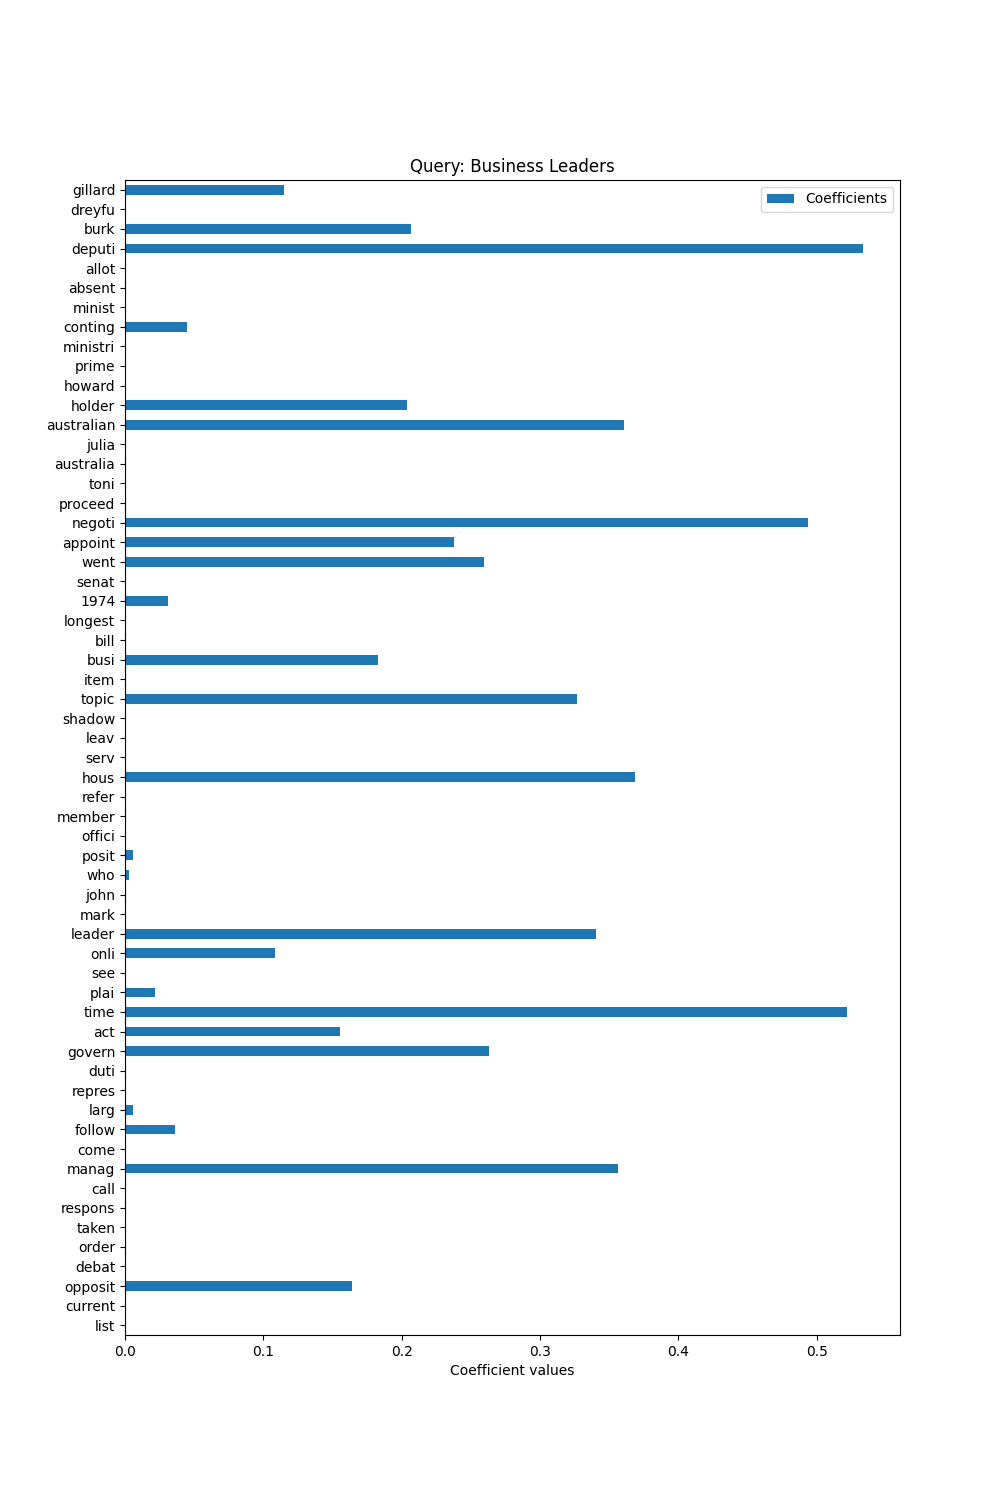 Query: Business Leaders
Coefficients
gillard
dreyfu
burk
deputi
allot
absent
minist
conting
ministri
prime
howard
holder
australian
julia
australia
toni
proceed
negoti
appoint
went
senat
1974
longest
bill
busi
item
topic
shadow
leav
serv
hous
refer
member
offici
posit
who
john
mark
leader
onli
see
plai
time
act
govern
duti
repres
larg
follow
come
manag
call
respons
taken
order
debat
opposit
current
list
0.0 0.1 0.2 0.3 0.4 0.5
Coefficient values